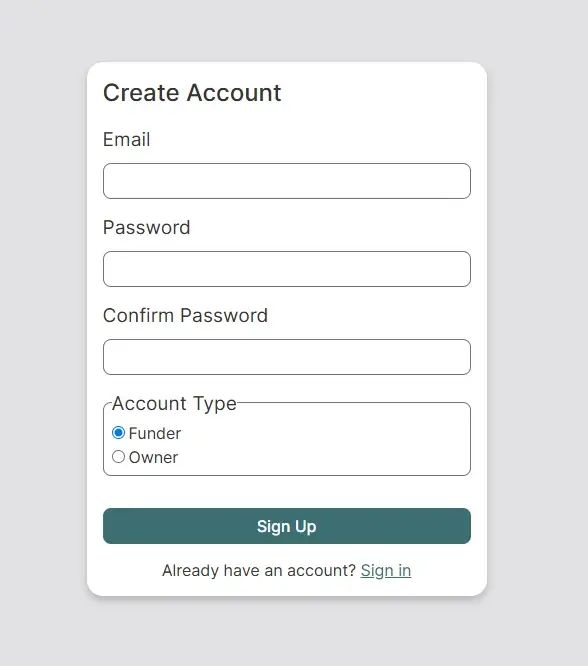 Create Account
Email
Password
Confirm Password
Account Type
Funder
Owner
Sign Up
Already have an account? Sign in